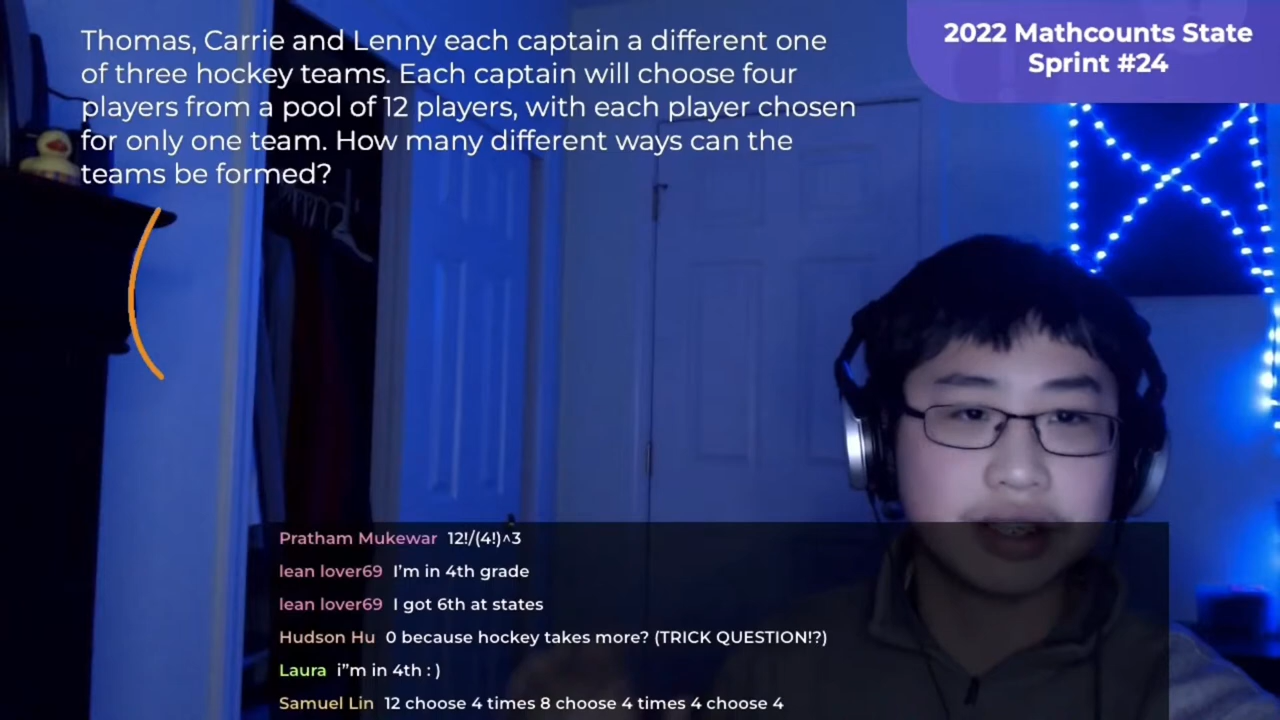 Thomas, Carrie and Lenny each captain a different one
of three hockey teams. Each captain will choose four
players from a pool of 12 players, with each player chosen
for only one team. How many different ways can the
teams be formed?
2022 Mathcounts State
Sprint #24
Pratham Mukewar 12!/(4!)^3
lean lover69 I'm in 4th grade
lean lover69 I got 6th at states
Hudson Hu 0 because hockey takes more? (TRICK QUESTION!?)
Laura i"m in 4th : )
Samuel Lin 12 choose 4 times 8 choose 4 times 4 choose 4